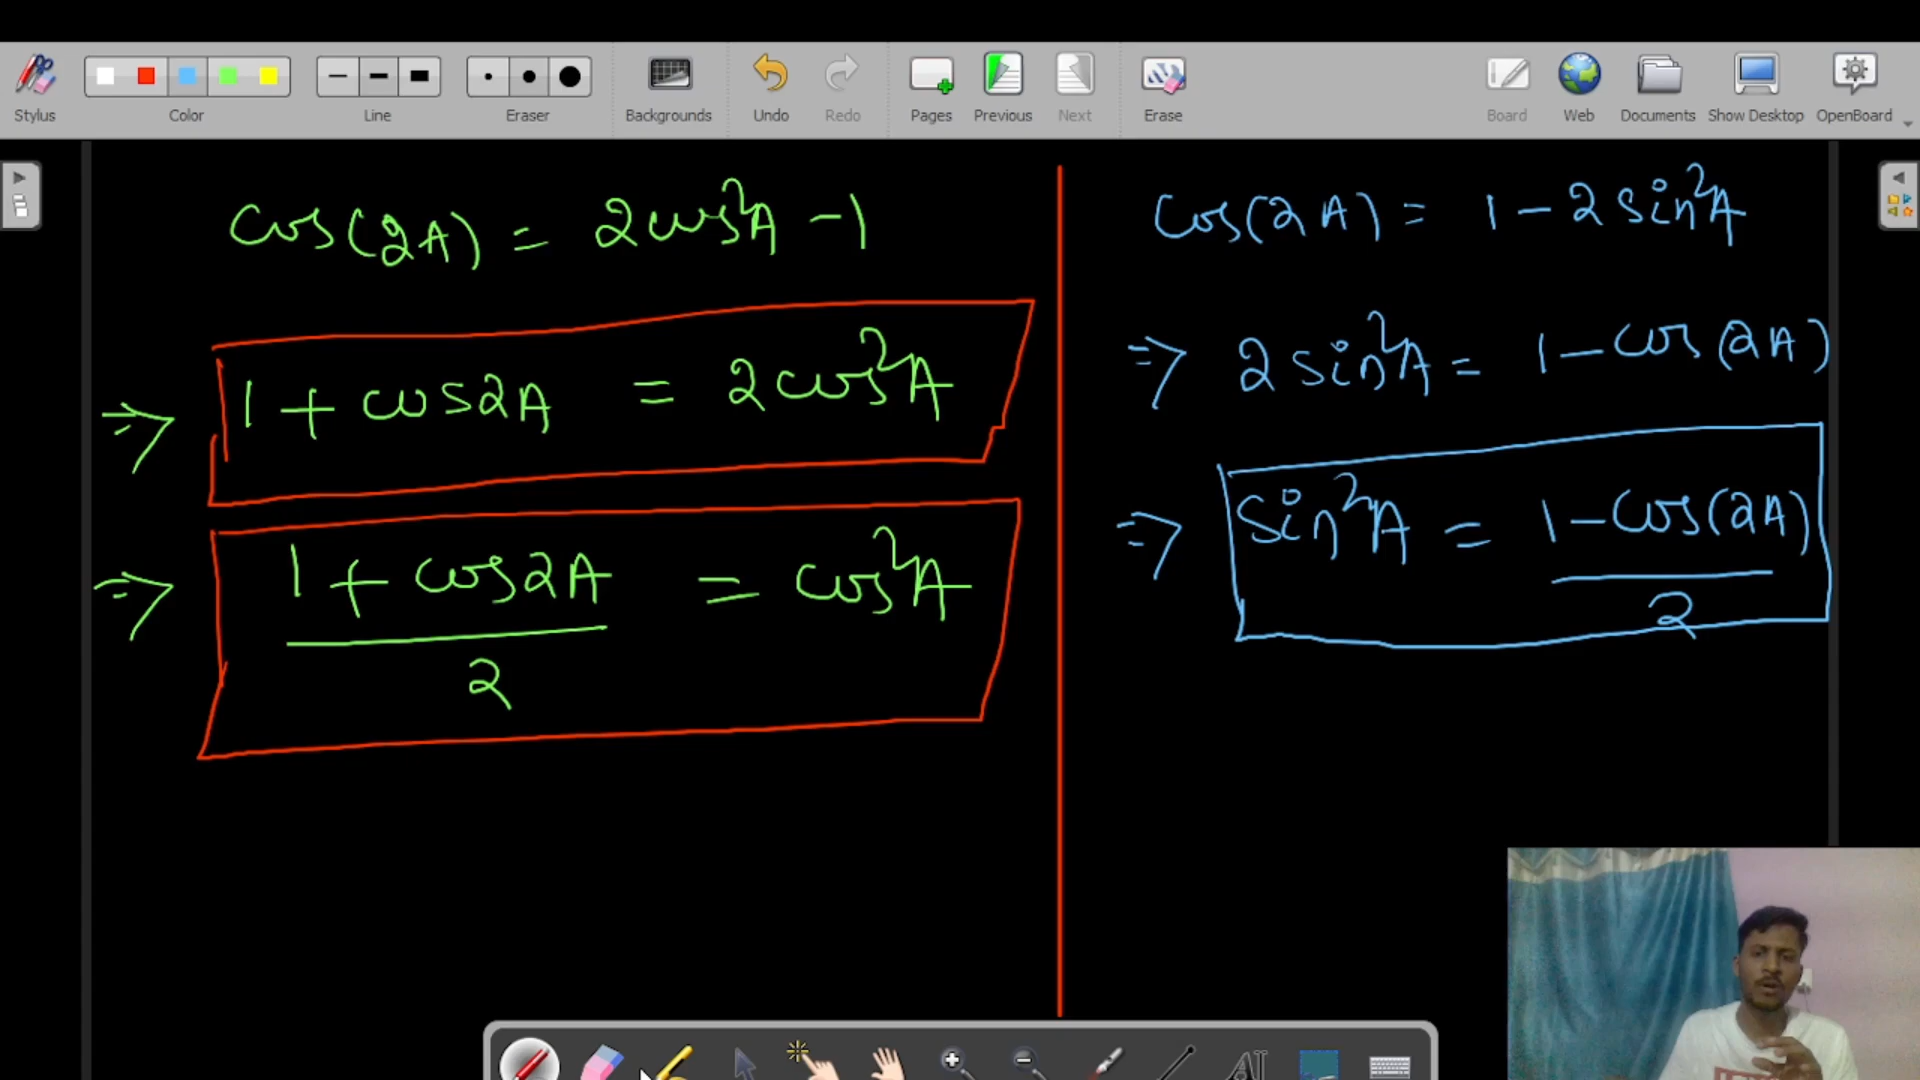 Stylus Color Line Eraser Backgrounds Undo Redo Pages Previous Next Erase Board Web Documents Show Desktop OpenBoard
cos(2A) = 2cos²A - 1
⇒ 1 + cos2A = 2cos²A
⇒ (1 + cos2A)/2 = cos²A
cos(2A) = 1 - 2sin²A
⇒ 2sin²A = 1 - cos(2A)
⇒ sin²A = (1 - cos(2A))/2